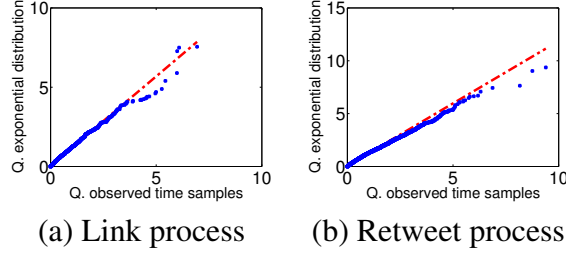 Q. exponential distribution
10
5
0
0
5
10
Q. observed time samples
(a) Link process
Q. exponential distribution
15
10
5
0
0
5
10
Q. observed time samples
(b) Retweet process